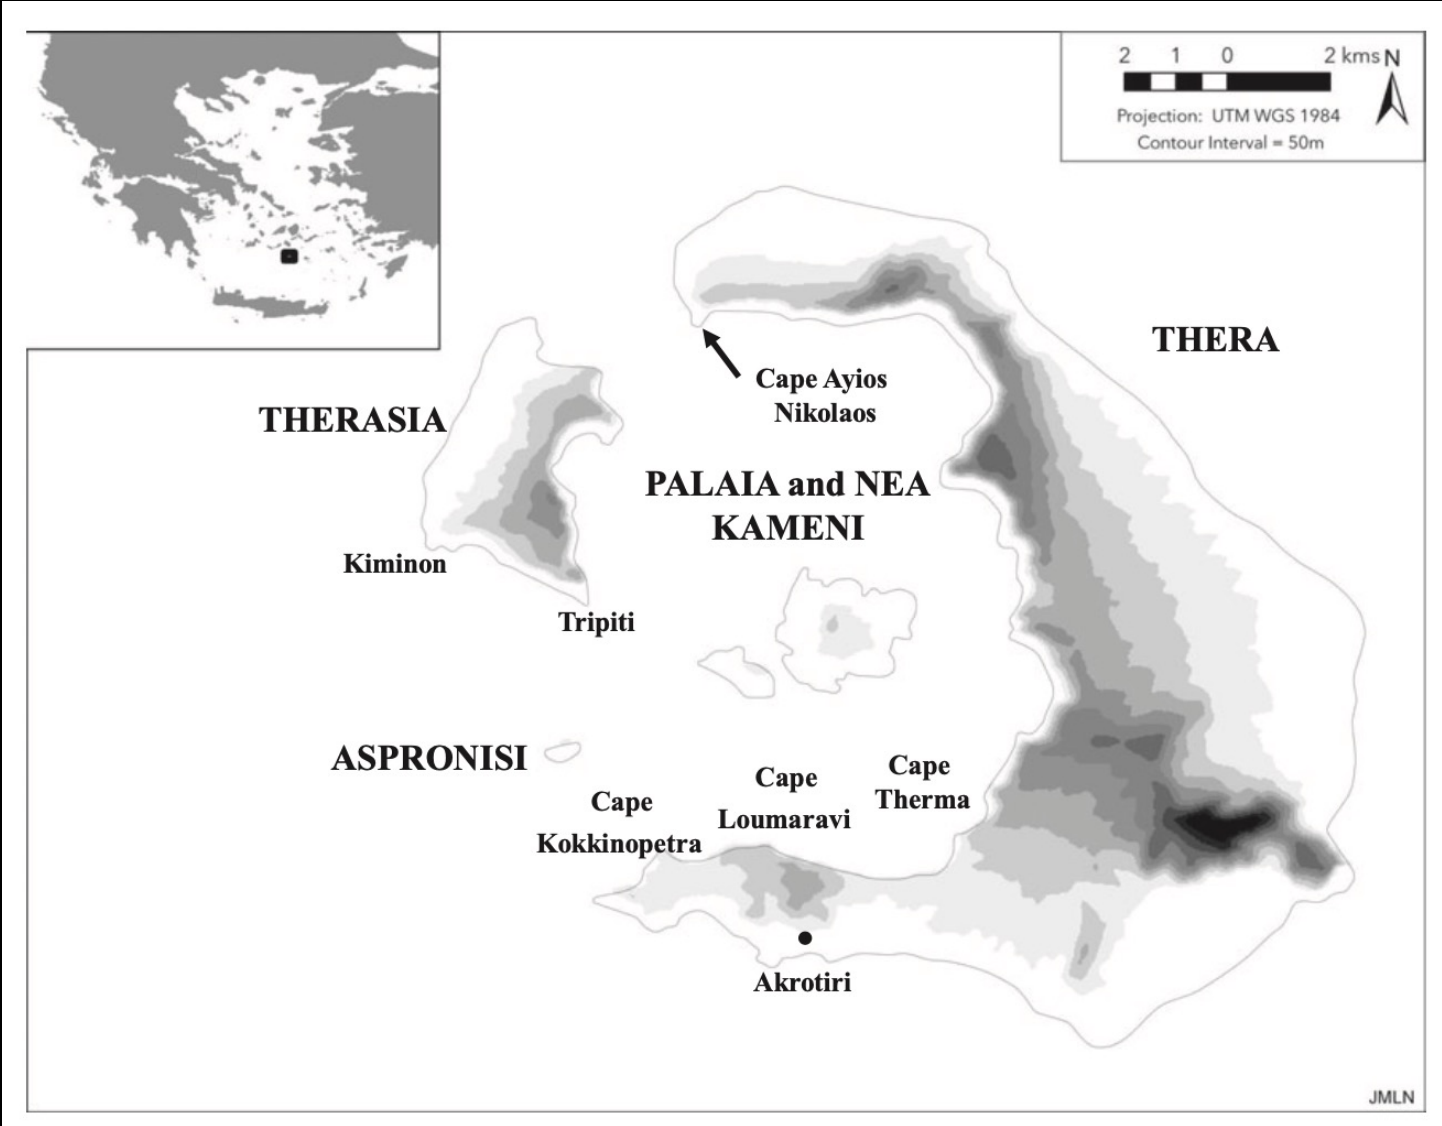 2 1 0 2 kms N
Projection: UTM WGS 1984
Contour Interval = 50m
THERA
Cape Ayios
Nikolaos
THERASIA
PALAIA and NEA
KAMENI
Kiminon
Tripiti
ASPRONISI
Cape
Kokkinopetra
Cape
Loumaravi
Cape
Therma
Akrotiri
JMLN